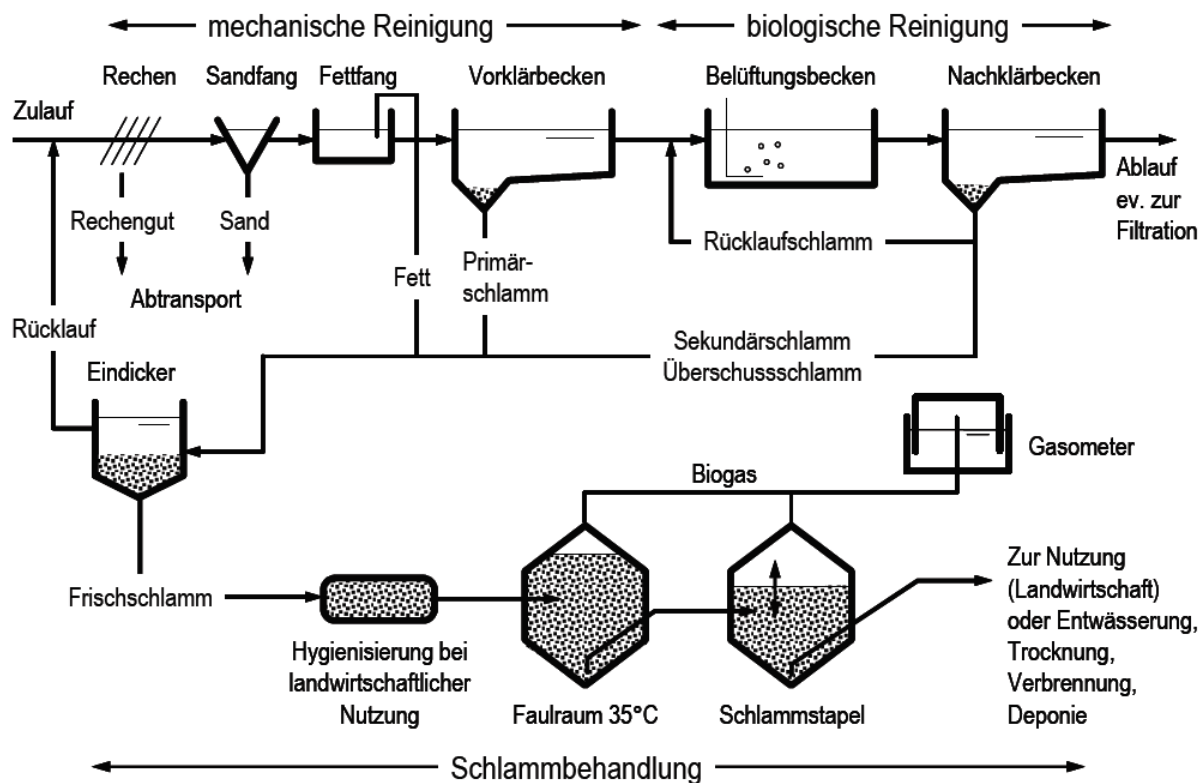 mechanische Reinigung
biologische Reinigung
Rechen
Sandfang
Fettfang
Vorklärbecken
Belüftungsbecken
Nachklärbecken
Zulauf
Ablauf
ev. zur
Filtration
Rechengut
Sand
Abtransport
Fett
Primär-
schlamm
Rücklaufschlamm
Rücklauf
Sekundärschlamm
Überschussschlamm
Eindicker
Gasometer
Biogas
Frischschlamm
Hygienisierung bei
landwirtschaftlicher
Nutzung
Faulraum 35°C
Schlammstapel
Zur Nutzung
(Landwirtschaft)
oder Entwässerung,
Trocknung,
Verbrennung,
Deponie
Schlammbehandlung